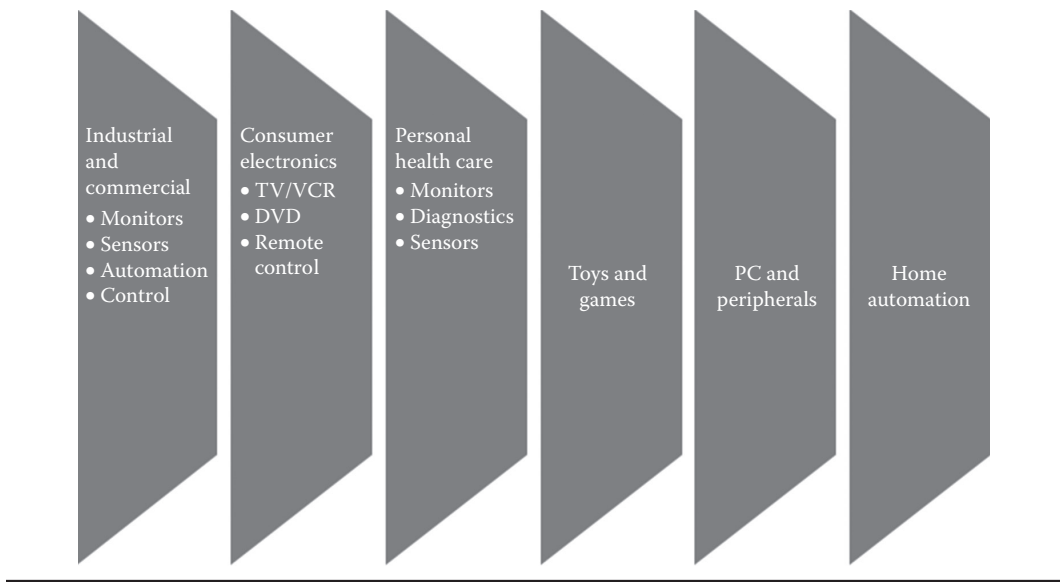 Industrial
and
commercial
• Monitors
• Sensors
• Automation
• Control
Consumer
electronics
• TV/VCR
• DVD
• Remote
control
Personal
health care
• Monitors
• Diagnostics
• Sensors
Toys and
games
PC and
peripherals
Home
automation